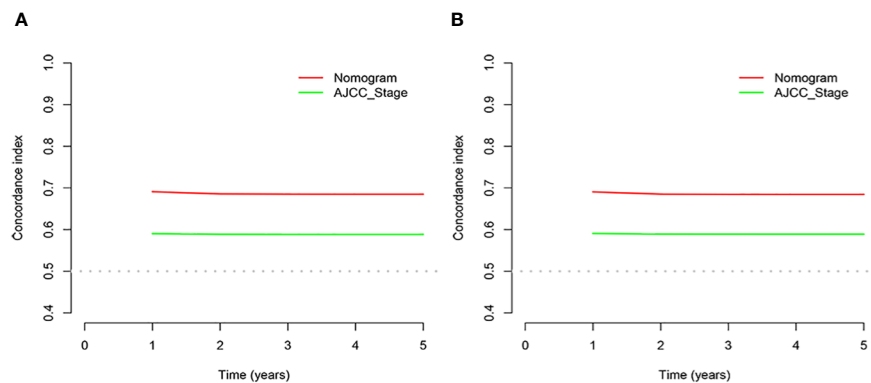 A
Concordance index
1.0
0.9
0.8
0.7
0.6
0.5
0.4
Nomogram
AJCC_Stage
0 1 2 3 4 5
Time (years)
B
Concordance index
1.0
0.9
0.8
0.7
0.6
0.5
0.4
Nomogram
AJCC_Stage
0 1 2 3 4 5
Time (years)